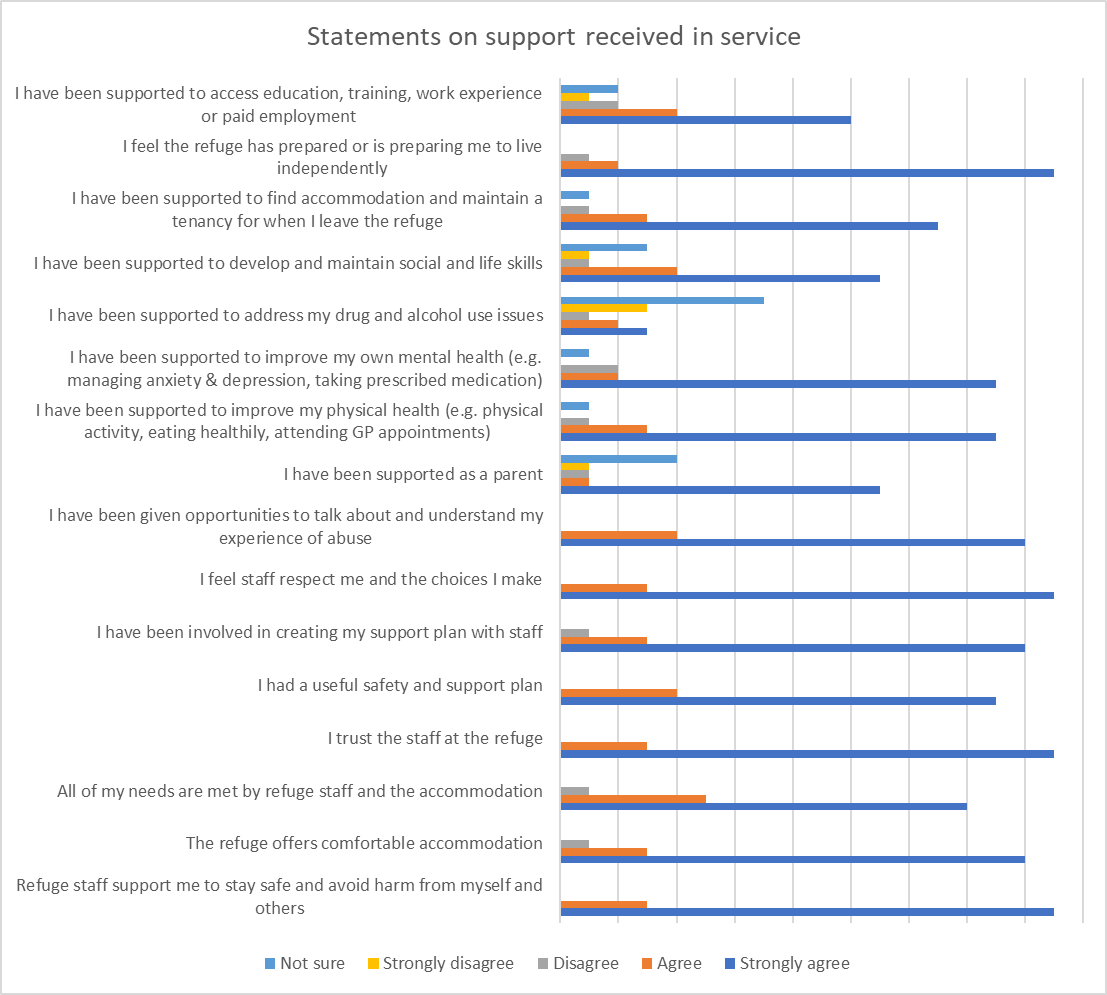 Statements on support received in service
I have been supported to access education, training, work experience
or paid employment
I feel the refuge has prepared or is preparing me to live
independently
I have been supported to find accommodation and maintain a
tenancy for when I leave the refuge
I have been supported to develop and maintain social and life skills
I have been supported to address my drug and alcohol use issues
I have been supported to improve my own mental health (e.g.
managing anxiety & depression, taking prescribed medication)
I have been supported to improve my physical health (e.g. physical
activity, eating healthily, attending GP appointments)
I have been supported as a parent
I have been given opportunities to talk about and understand my
experience of abuse
I feel staff respect me and the choices I make
I have been involved in creating my support plan with staff
I had a useful safety and support plan
I trust the staff at the refuge
All of my needs are met by refuge staff and the accommodation
The refuge offers comfortable accommodation
Refuge staff support me to stay safe and avoid harm from myself and
others
Not sure Strongly disagree Disagree Agree Strongly agree